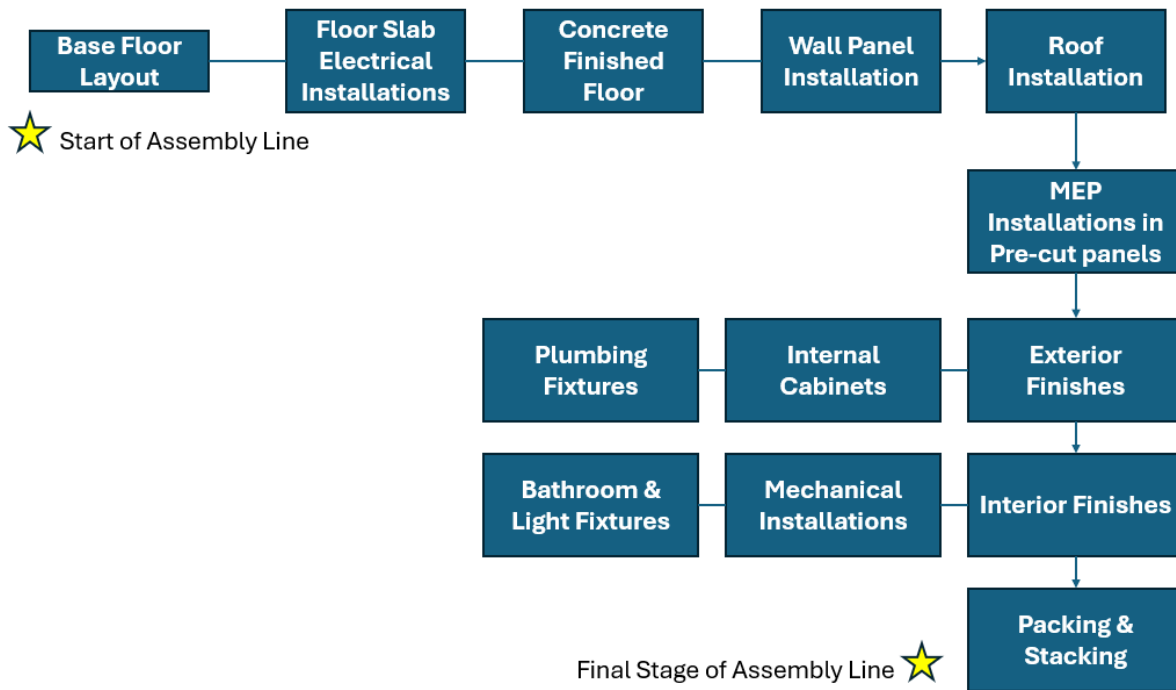 Base Floor
Layout
Floor Slab
Electrical
Installations
Concrete
Finished
Floor
Wall Panel
Installation
Roof
Installation
Start of Assembly Line
MEP
Installations in
Pre-cut panels
Plumbing
Fixtures
Internal
Cabinets
Exterior
Finishes
Bathroom &
Light Fixtures
Mechanical
Installations
Interior Finishes
Packing &
Stacking
Final Stage of Assembly Line